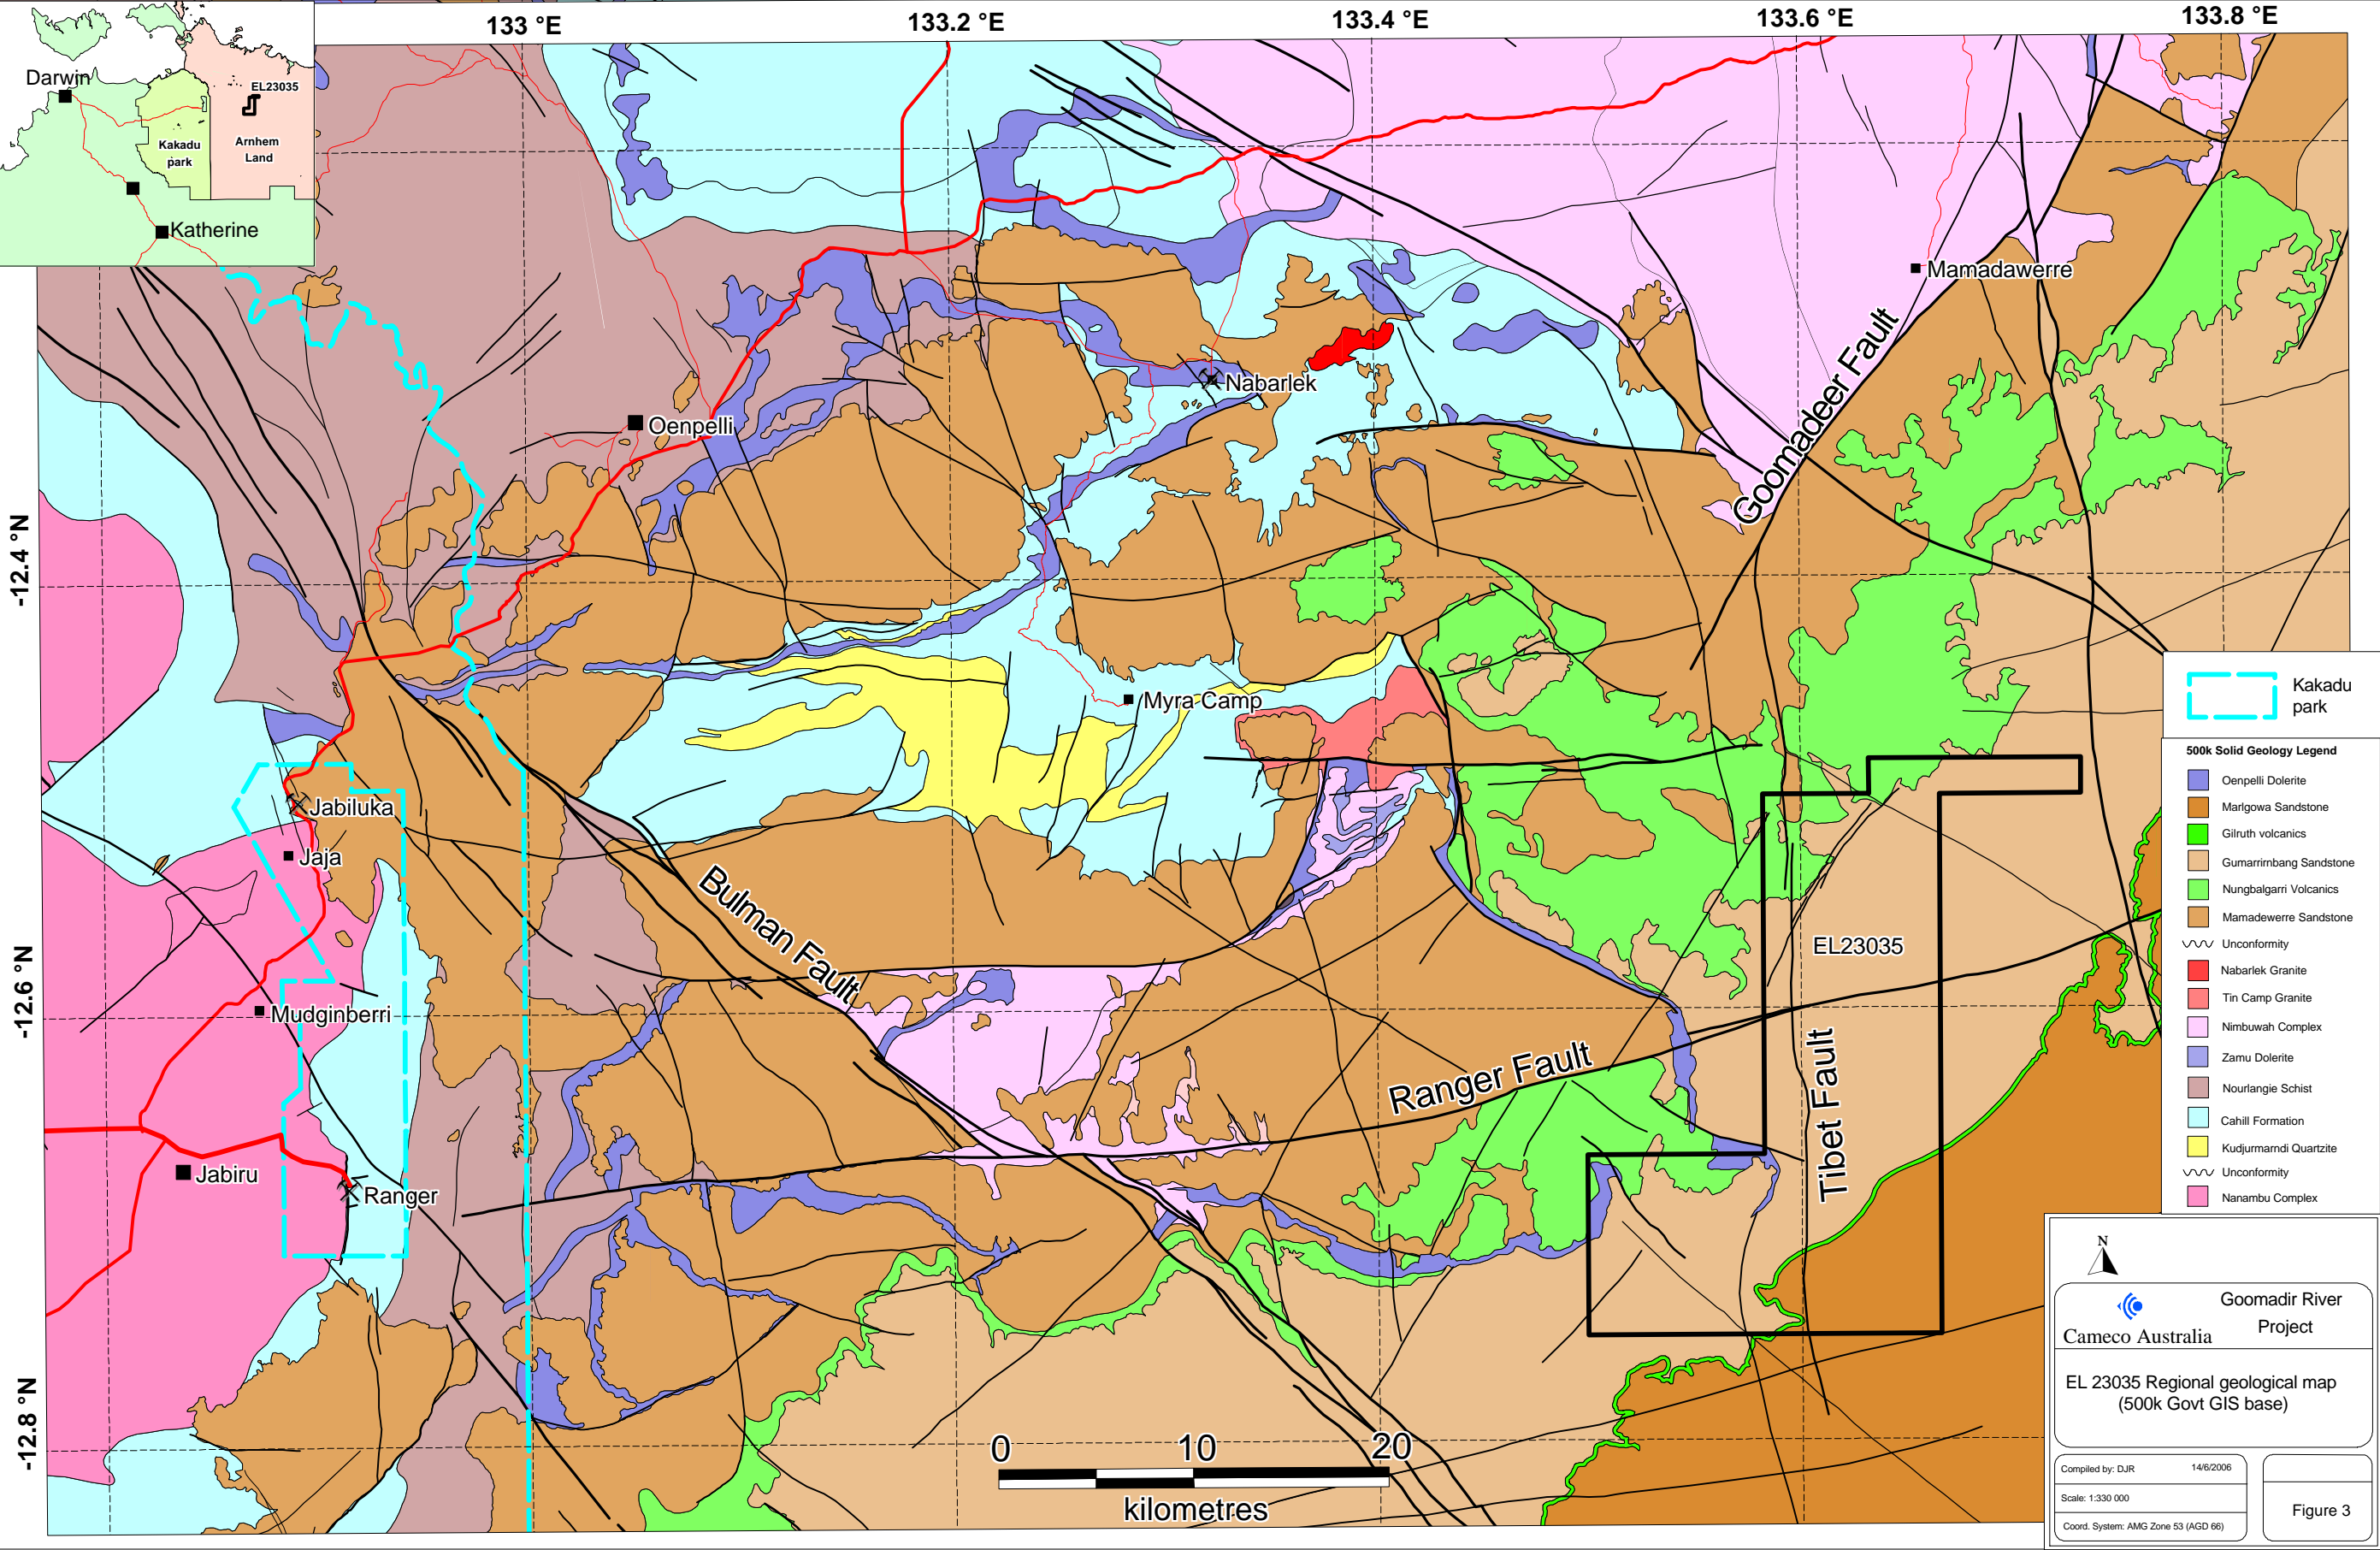 133 °E
133.2 °E
133.4 °E
133.6 °E
133.8 °E
Darwin
EL23035
Kakadu
park
Arnhem
Land
Katherine
Mamadawerre
Goomadeer Fault
Nabarlek
Oenpelli
-12.4 °N
Myra Camp
Kakadu
park
500k Solid Geology Legend
Oenpelli Dolerite
Marlgowa Sandstone
Gilruth volcanics
Gumarrirnbang Sandstone
Nungbalgarri Volcanics
Mamadewerre Sandstone
Unconformity
Nabarlek Granite
Tin Camp Granite
Nimbuwah Complex
Zamu Dolerite
Nourlangie Schist
Cahill Formation
Kudjurmarndi Quartzite
Unconformity
Nanambu Complex
Jabiluka
Jaja
Bulman Fault
EL23035
-12.6 °N
Mudginberri
Ranger Fault
Tibet Fault
Jabiru
Ranger
-12.8 °N
0 10 20
kilometres
N
Cameco Australia
Goomadir River
Project
EL 23035 Regional geological map
(500k Govt GIS base)
Compiled by: DJR 14/6/2006
Scale: 1:330 000
Coord. System: AMG Zone 53 (AGD 66)
Figure 3